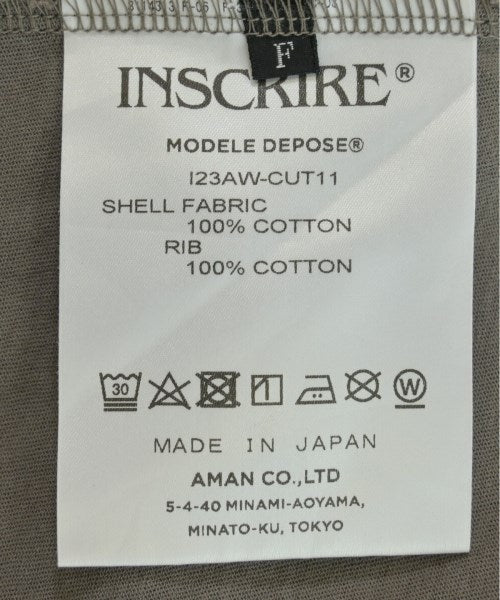 F
INSCRIRE®
MODELE DEPOSE®
I23AW-CUT11
SHELL FABRIC
100% COTTON
RIB
100% COTTON
30
W
MADE IN JAPAN
AMAN CO.,LTD
5-4-40 MINAMI-AOYAMA,
MINATO-KU, TOKYO